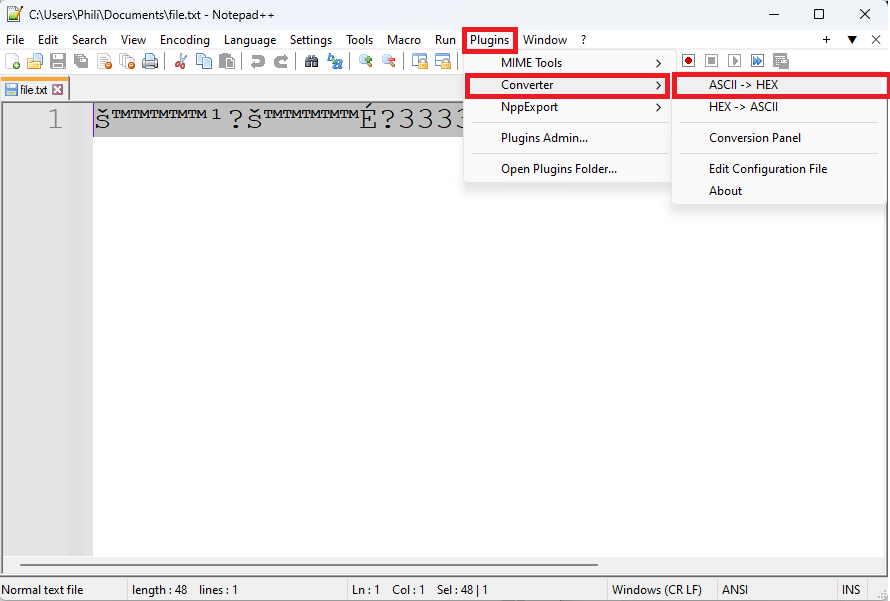 C:\Users\Phili\Documents\file.txt - Notepad++
File Edit Search View Encoding Language Settings Tools Macro Run Plugins Window ?
+ ▼ X
file.txt
1 Š™™™™™™¹?Š™™™™™™É?3333
MIME Tools
Converter
NppExport
Plugins Admin...
Open Plugins Folder...
ASCII -> HEX
HEX -> ASCII
Conversion Panel
Edit Configuration File
About
Normal text file length : 48 lines : 1 Ln : 1 Col : 1 Sel : 48 | 1 Windows (CR LF) ANSI INS